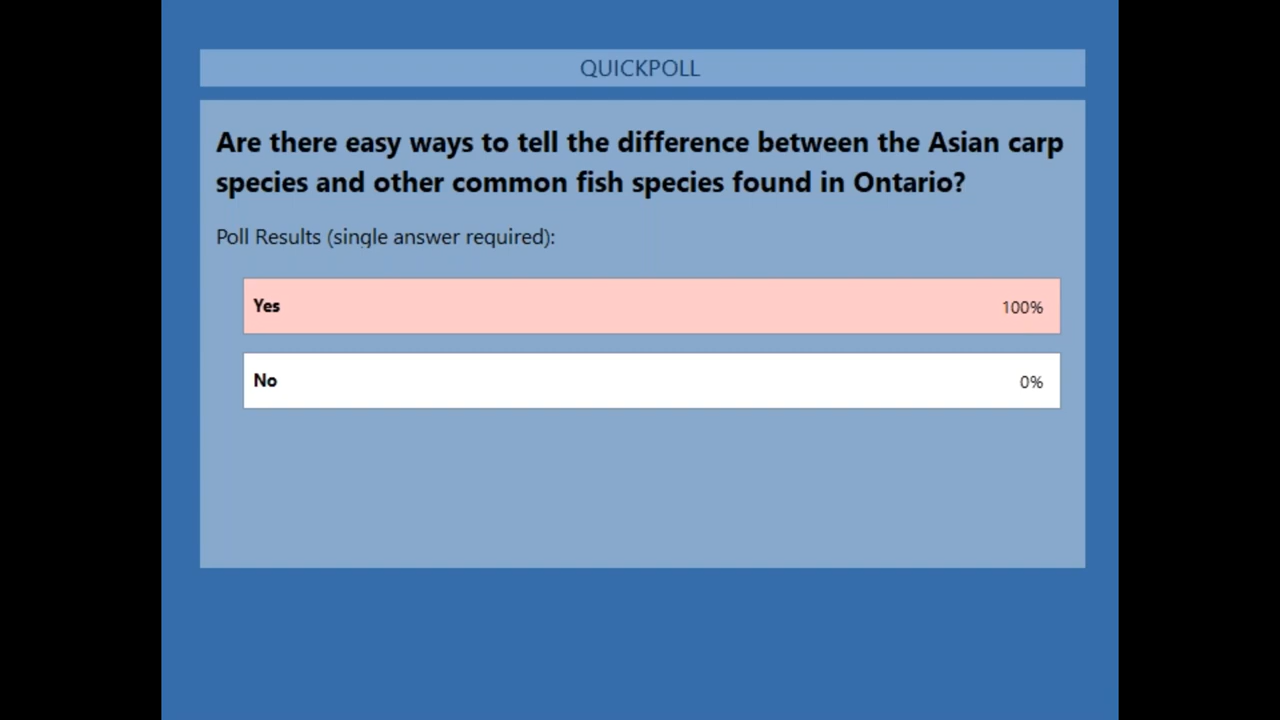 QUICKPOLL
Are there easy ways to tell the difference between the Asian carp
species and other common fish species found in Ontario?
Poll Results (single answer required):
Yes 100%
No 0%